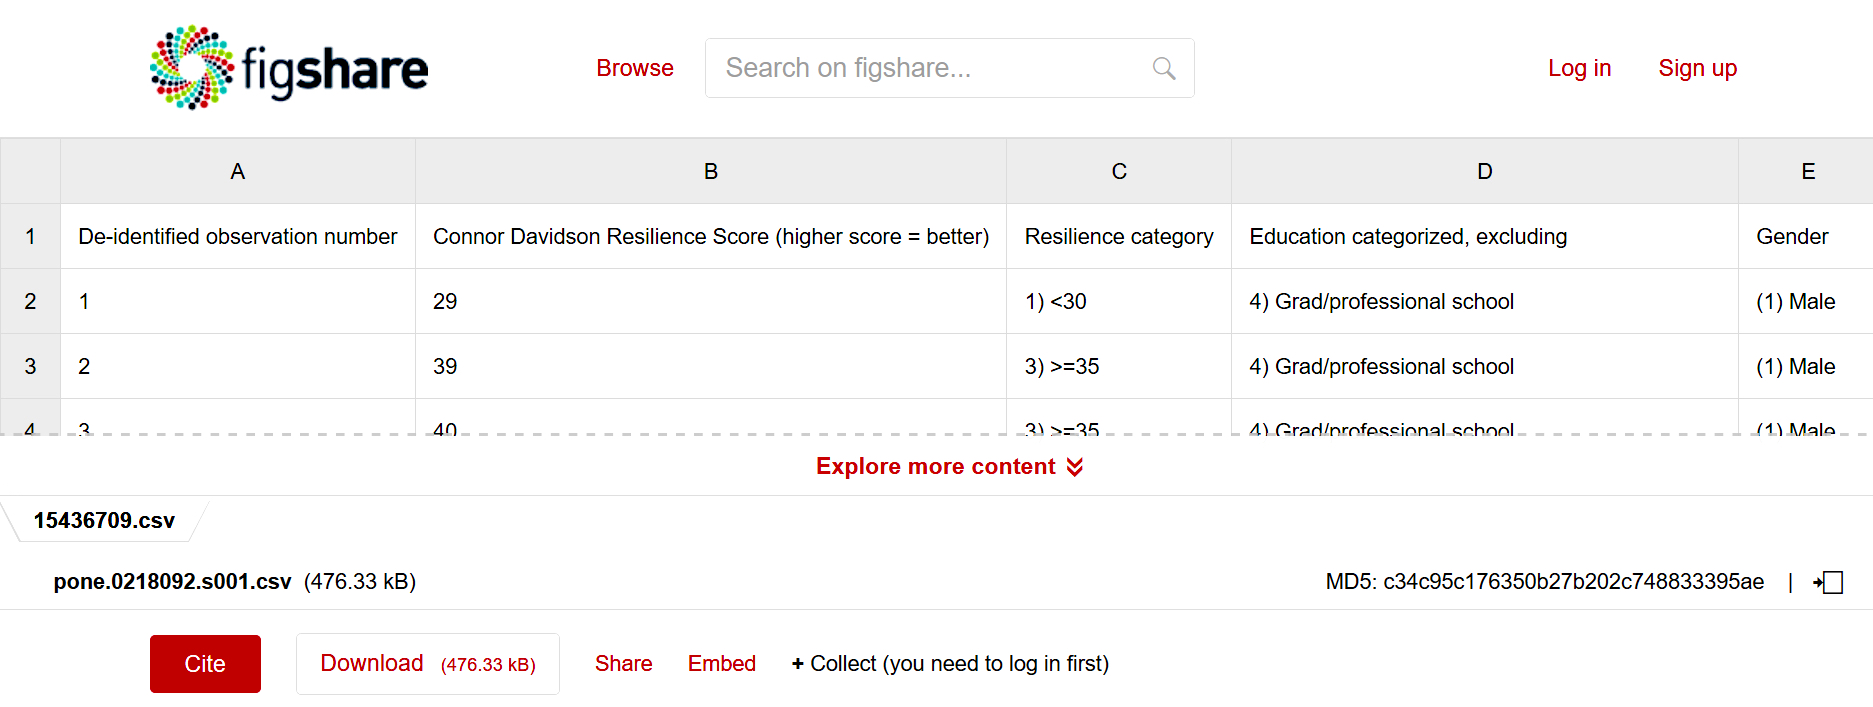 figshare Browse Search on figshare... Log in Sign up
A B C D E
1 De-identified observation number Connor Davidson Resilience Score (higher score = better) Resilience category Education categorized, excluding Gender
2 1 29 1) <30 4) Grad/professional school (1) Male
3 2 39 3) >=35 4) Grad/professional school (1) Male
4 3 40 3) >=35 4) Grad/professional school (1) Male
Explore more content
15436709.csv
pone.0218092.s001.csv (476.33 kB) MD5: c34c95c176350b27b202c748833395ae |
Cite Download (476.33 kB) Share Embed + Collect (you need to log in first)